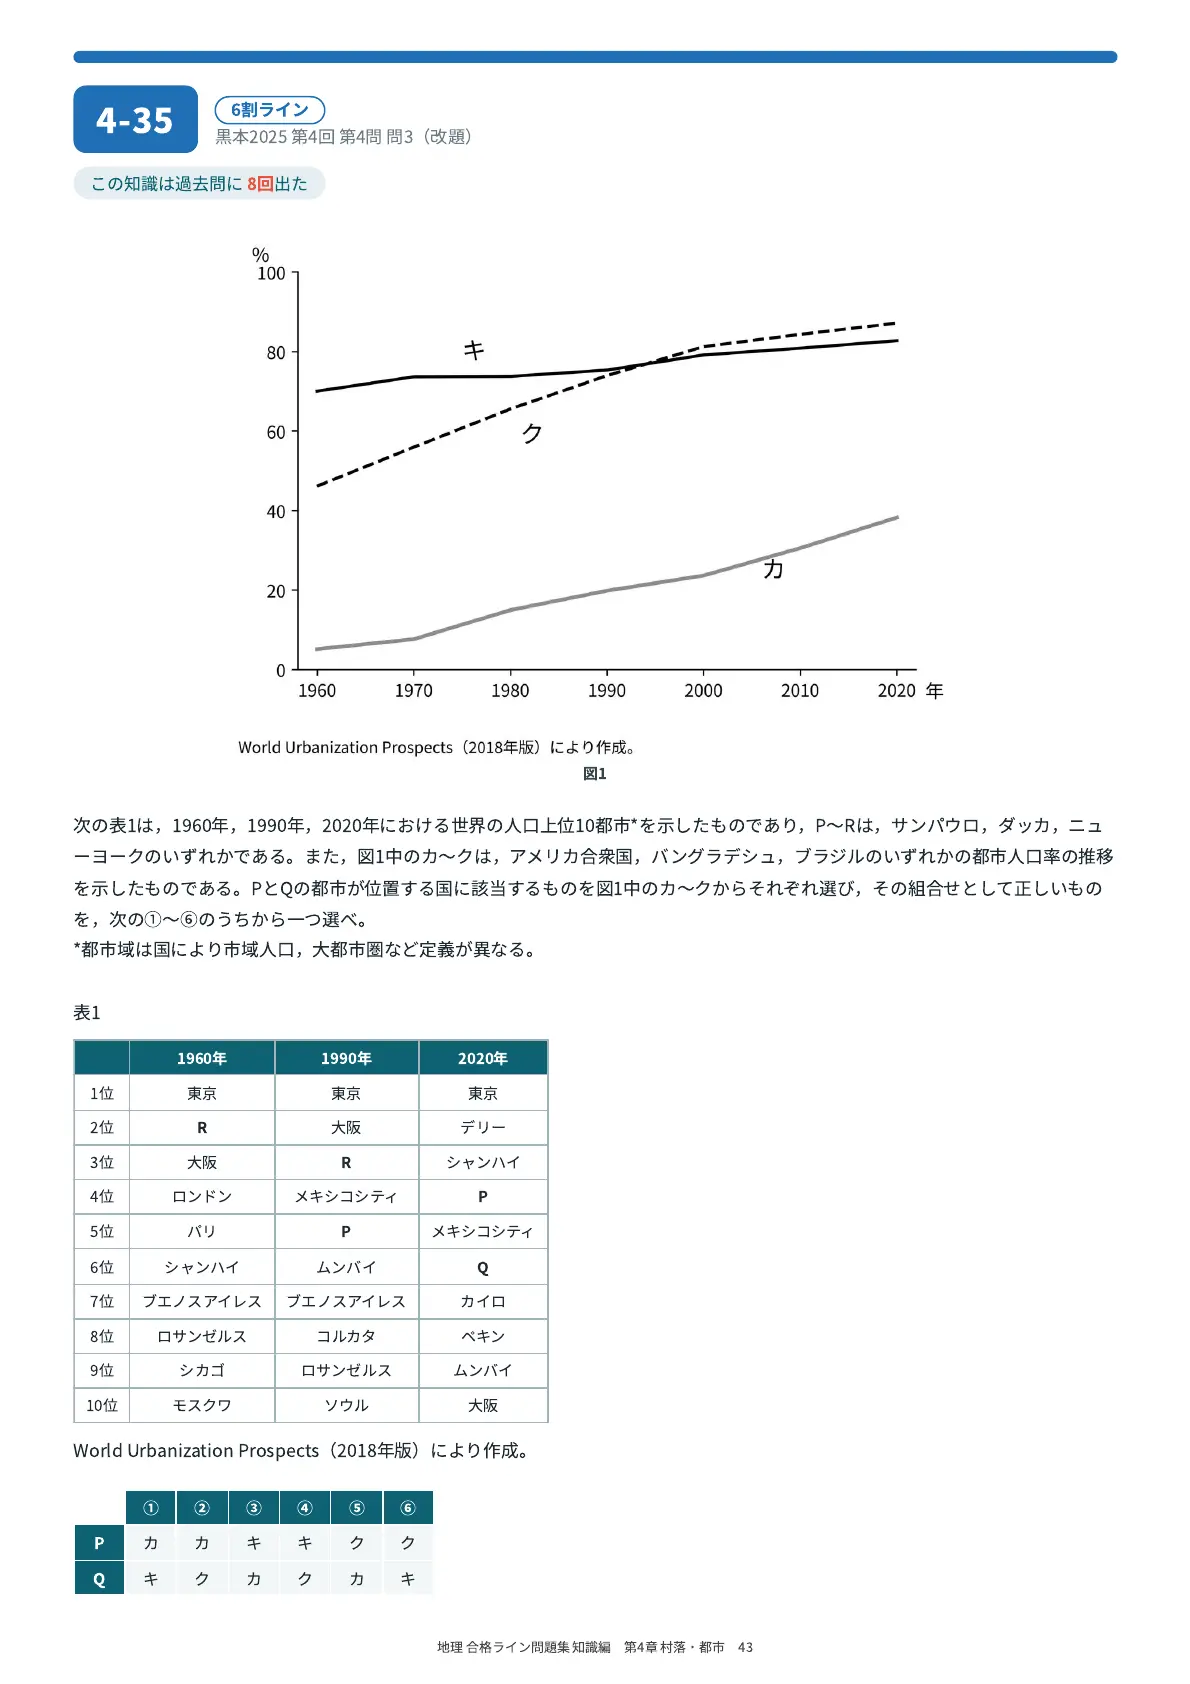 4-35
6割ライン
黒本2025 第4回 第4問 問3（改題）
この知識は過去問に 8回出た
%
100
80
60
40
20
0
キ
ク
カ
1960 1970 1980 1990 2000 2010 2020 年
World Urbanization Prospects（2018年版）により作成。
図1
次の表1は，1960年，1990年，2020年における世界の人口上位10都市*を示したものであり，P～Rは，サンパウロ，ダッカ，ニュ
ーヨークのいずれかである。また，図1中のカ～クは，アメリカ合衆国，バングラデシュ，ブラジルのいずれかの都市人口率の推移
を示したものである。PとQの都市が位置する国に該当するものを図1中のカ～クからそれぞれ選び，その組合せとして正しいもの
を，次の①～⑥のうちから一つ選べ。
*都市域は国により市域人口，大都市圏など定義が異なる。
表1
1960年 1990年 2020年
1位 東京 東京 東京
2位 R 大阪 デリー
3位 大阪 R シャンハイ
4位 ロンドン メキシコシティ P
5位 パリ P メキシコシティ
6位 シャンハイ ムンバイ Q
7位 ブエノスアイレス ブエノスアイレス カイロ
8位 ロサンゼルス コルカタ ペキン
9位 シカゴ ロサンゼルス ムンバイ
10位 モスクワ ソウル 大阪
World Urbanization Prospects（2018年版）により作成。
① ② ③ ④ ⑤ ⑥
P カ カ キ キ ク ク
Q キ ク カ ク カ キ
地理 合格ライン問題集 知識編 第4章 村落・都市 43